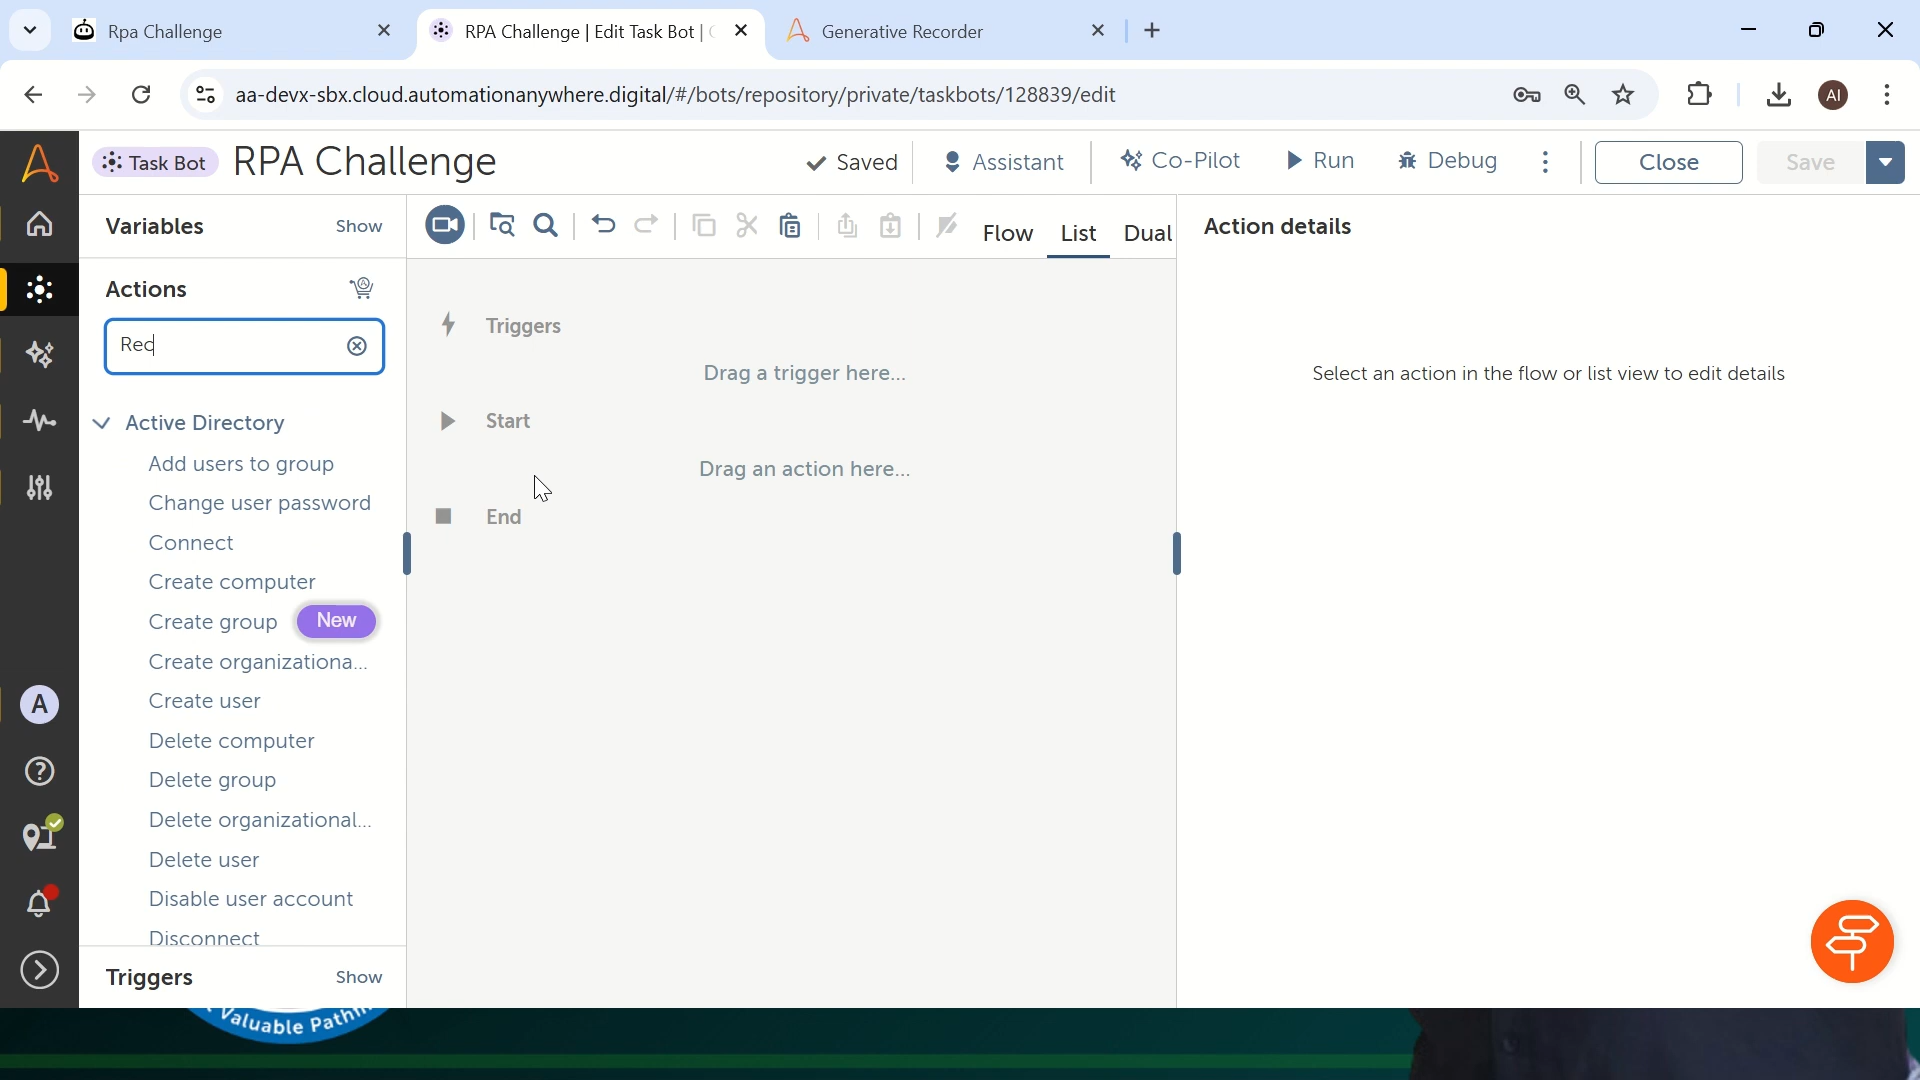 Rpa Challenge
RPA Challenge | Edit Task Bot |
Generative Recorder
aa-devx-sbx.cloud.automationanywhere.digital/#/bots/repository/private/taskbots/128839/edit
AI
Task Bot
RPA Challenge
Saved
Assistant
Co-Pilot
Run
Debug
Close
Save
Variables
Show
Flow
List
Dual
Action details
Actions
Rec
Triggers
Drag a trigger here...
Select an action in the flow or list view to edit details
Start
Drag an action here...
End
Active Directory
Add users to group
Change user password
Connect
Create computer
Create group
New
Create organizationa...
Create user
Delete computer
Delete group
Delete organizational...
Delete user
Disable user account
Disconnect
A
Triggers
Show
Valuable